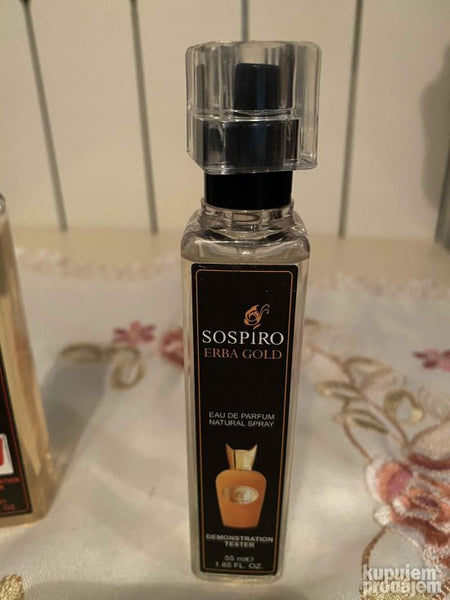 SOSPIRO
ERBA GOLD
EAU DE PARFUM
NATURAL SPRAY
DEMONSTRATION
TESTER
55 ml℮
1.85 FL. OZ.
kupujem
prodajem